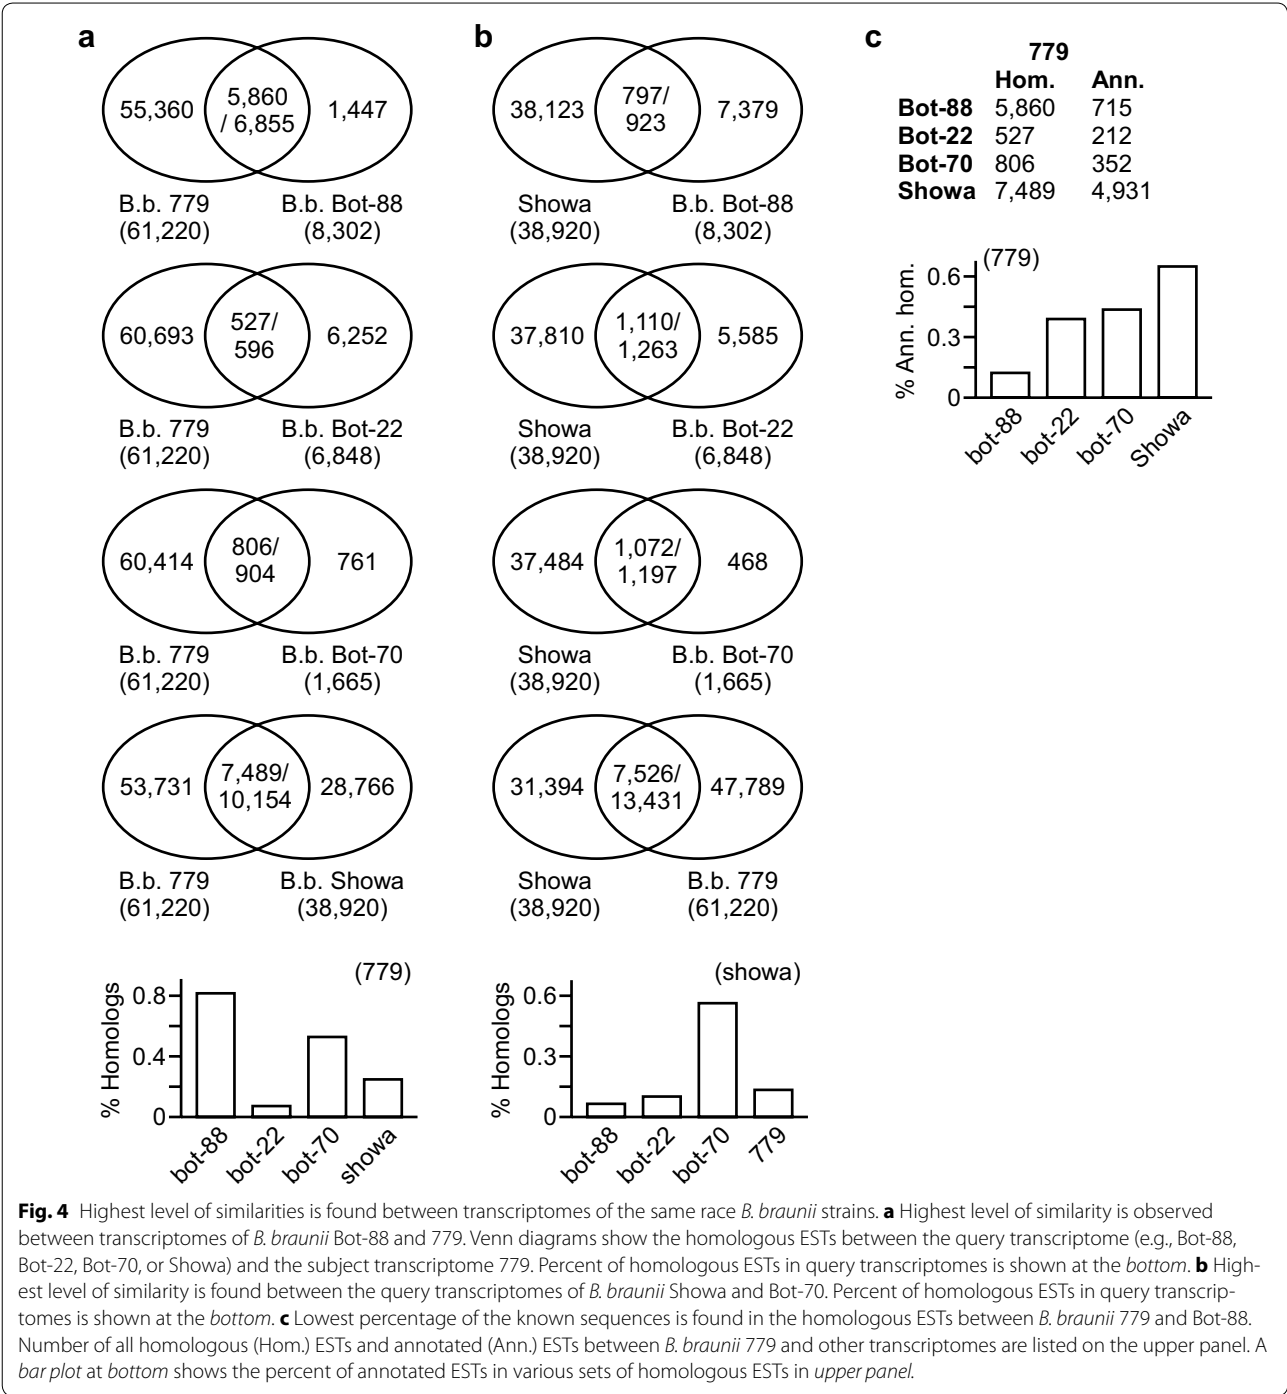 a
55,360
5,860
/ 6,855
1,447
B.b. 779
(61,220)
B.b. Bot-88
(8,302)
60,693
527/
596
6,252
B.b. 779
(61,220)
B.b. Bot-22
(6,848)
60,414
806/
904
761
B.b. 779
(61,220)
B.b. Bot-70
(1,665)
53,731
7,489/
10,154
28,766
B.b. 779
(61,220)
B.b. Showa
(38,920)
(779)
% Homologs
0.8
0.4
0
bot-88
bot-22
bot-70
showa
b
38,123
797/
923
7,379
Showa
(38,920)
B.b. Bot-88
(8,302)
37,810
1,110/
1,263
5,585
Showa
(38,920)
B.b. Bot-22
(6,848)
37,484
1,072/
1,197
468
Showa
(38,920)
B.b. Bot-70
(1,665)
31,394
7,526/
13,431
47,789
Showa
(38,920)
B.b. 779
(61,220)
(showa)
% Homologs
0.6
0.3
0
bot-88
bot-22
bot-70
779
c
779
Hom. Ann.
Bot-88 5,860 715
Bot-22 527 212
Bot-70 806 352
Showa 7,489 4,931
(779)
% Ann. hom.
0.6
0.3
0
bot-88
bot-22
bot-70
Showa
Fig. 4 Highest level of similarities is found between transcriptomes of the same race B. braunii strains. a Highest level of similarity is observed
between transcriptomes of B. braunii Bot-88 and 779. Venn diagrams show the homologous ESTs between the query transcriptome (e.g., Bot-88,
Bot-22, Bot-70, or Showa) and the subject transcriptome 779. Percent of homologous ESTs in query transcriptomes is shown at the bottom. b High-
est level of similarity is found between the query transcriptomes of B. braunii Showa and Bot-70. Percent of homologous ESTs in query transcrip-
tomes is shown at the bottom. c Lowest percentage of the known sequences is found in the homologous ESTs between B. braunii 779 and Bot-88.
Number of all homologous (Hom.) ESTs and annotated (Ann.) ESTs between B. braunii 779 and other transcriptomes are listed on the upper panel. A
bar plot at bottom shows the percent of annotated ESTs in various sets of homologous ESTs in upper panel.